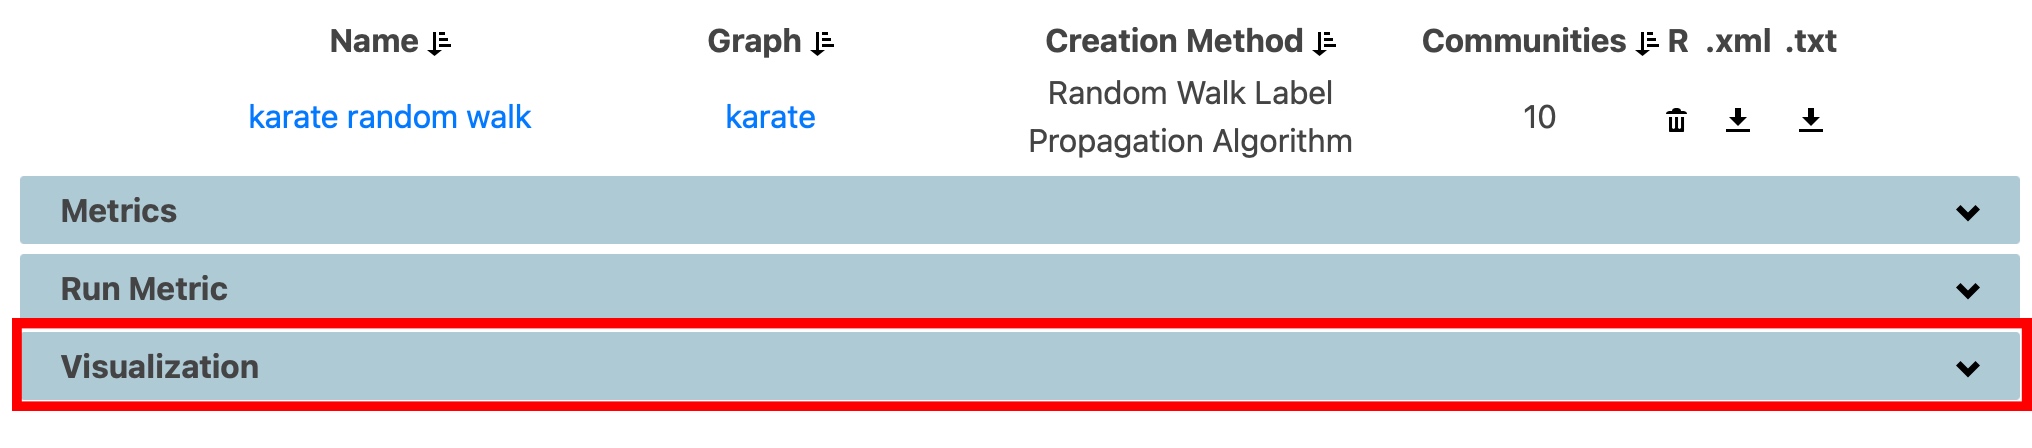 Name Graph Creation Method Communities R .xml .txt
karate random walk karate Random Walk Label Propagation Algorithm 10
Metrics
Run Metric
Visualization